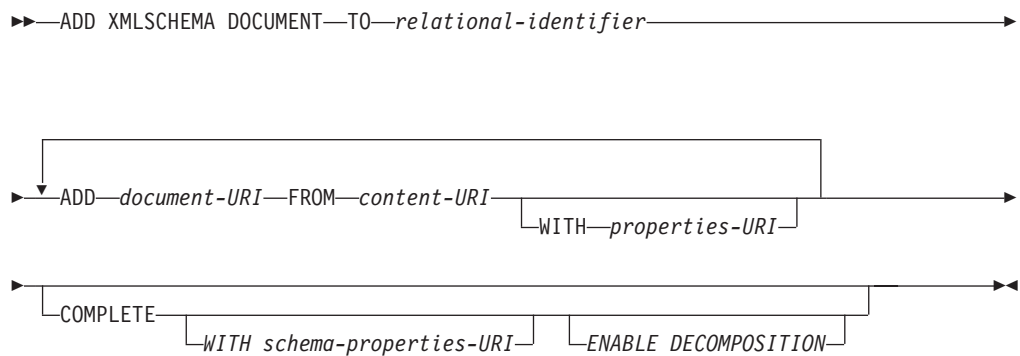 ADD XMLSCHEMA DOCUMENT TO relational-identifier
ADD document-URI FROM content-URI
WITH properties-URI
COMPLETE
WITH schema-properties-URI ENABLE DECOMPOSITION